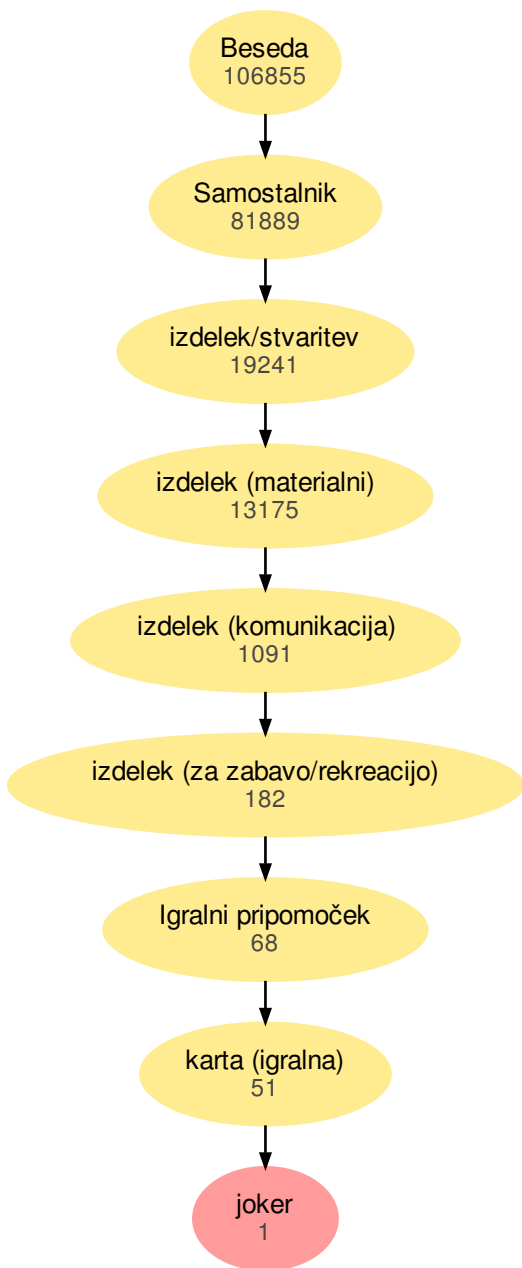 Beseda
106855
Samostalnik
81889
izdelek/stvaritev
19241
izdelek (materialni)
13175
izdelek (komunikacija)
1091
izdelek (za zabavo/rekreacijo)
182
Igralni pripomoček
68
karta (igralna)
51
joker
1